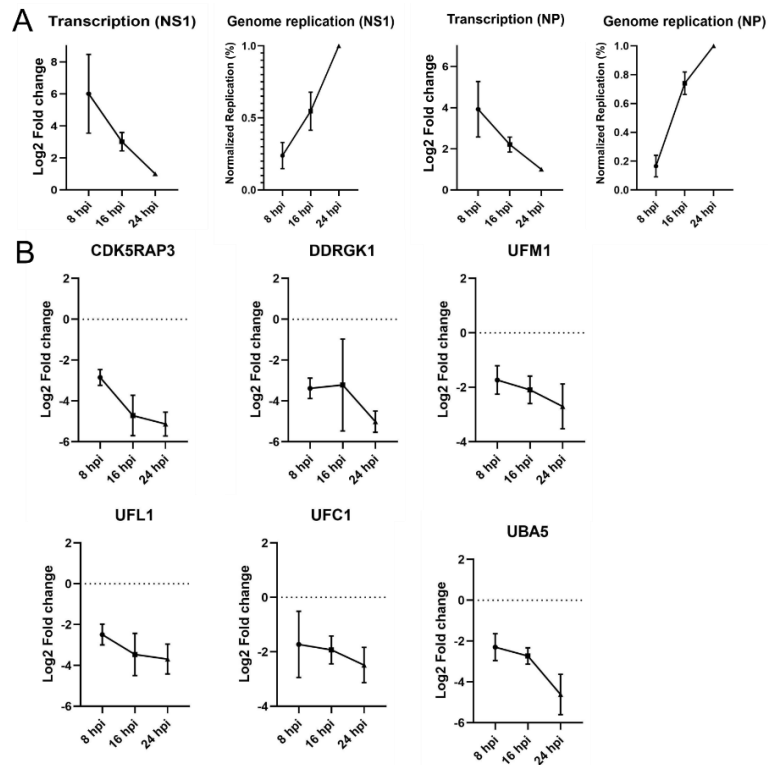 A
Transcription (NS1)
Log2 Fold change
6
4
2
0
8 hpi
16 hpi
24 hpi
Genome replication (NS1)
Normalized Replication (%)
1.0
0.5
0.0
8 hpi
16 hpi
24 hpi
Transcription (NP)
Log2 Fold change
6
4
2
0
8 hpi
16 hpi
24 hpi
Genome replication (NP)
Normalized Replication (%)
1.0
0.8
0.6
0.4
0.2
0.0
8 hpi
16 hpi
24 hpi
B
CDK5RAP3
Log2 Fold change
2
0
-2
-4
-6
8 hpi
16 hpi
24 hpi
DDRGK1
Log2 Fold change
2
0
-2
-4
-6
8 hpi
16 hpi
24 hpi
UFM1
Log2 Fold change
2
0
-2
-4
8 hpi
16 hpi
24 hpi
UFL1
Log2 Fold change
2
0
-2
-4
-6
8 hpi
16 hpi
24 hpi
UFC1
Log2 Fold change
2
0
-2
-4
8 hpi
16 hpi
24 hpi
UBA5
Log2 Fold change
2
0
-2
-4
-6
8 hpi
16 hpi
24 hpi